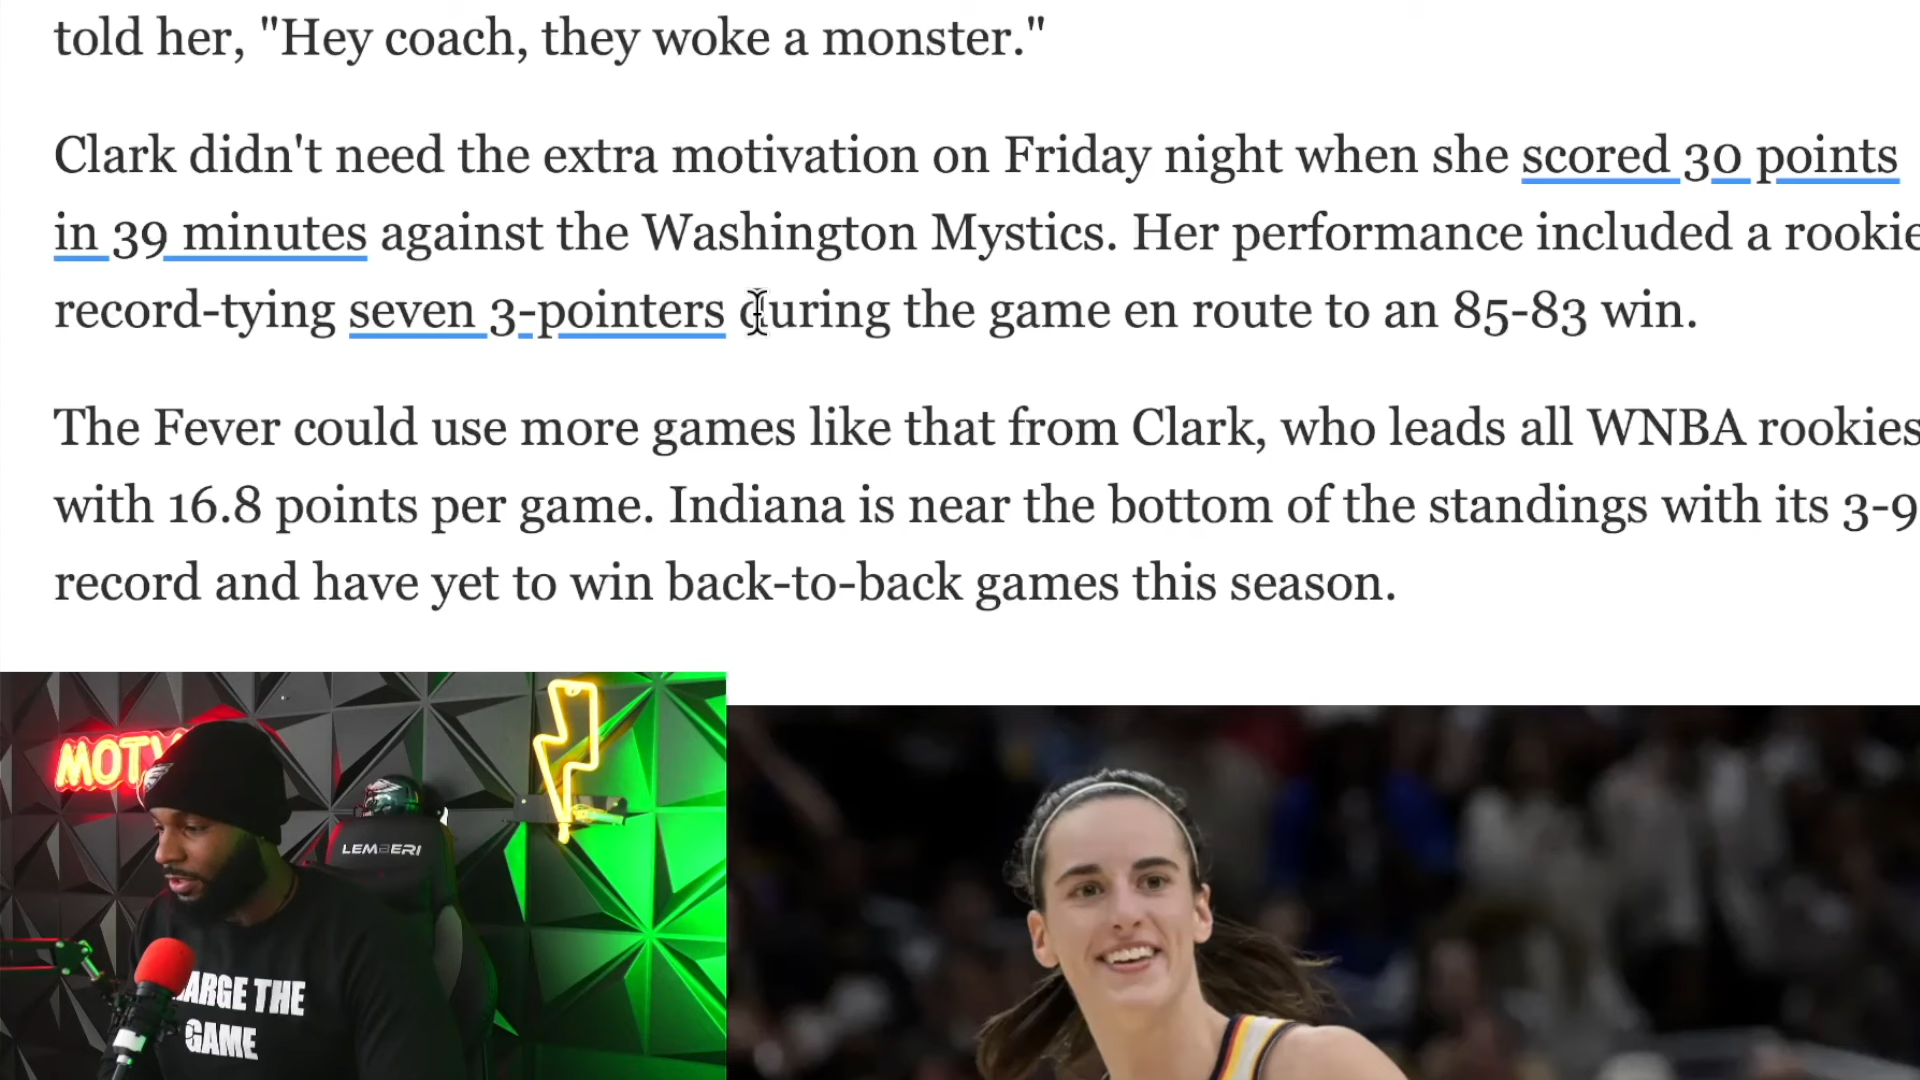 told her, "Hey coach, they woke a monster."
Clark didn't need the extra motivation on Friday night when she scored 30 points
in 39 minutes against the Washington Mystics. Her performance included a rookie
record-tying seven 3-pointers during the game en route to an 85-83 win.
The Fever could use more games like that from Clark, who leads all WNBA rookies
with 16.8 points per game. Indiana is near the bottom of the standings with its 3-9
record and have yet to win back-to-back games this season.
MOTV
LEMBERI
ARGE THE
GAME